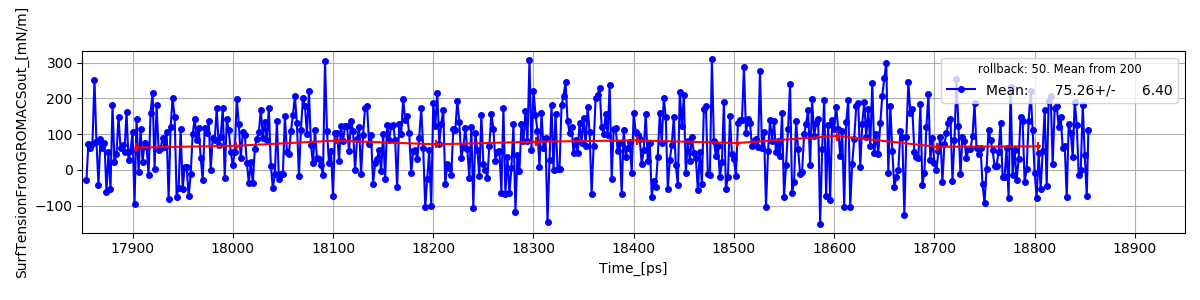 SurfTensionFromGROMACSout_[mN/m]
300
200
100
0
−100
rollback: 50. Mean from 200
Mean: 75.26+/- 6.40
17900 18000 18100 18200 18300 18400 18500 18600 18700 18800 18900
Time_[ps]